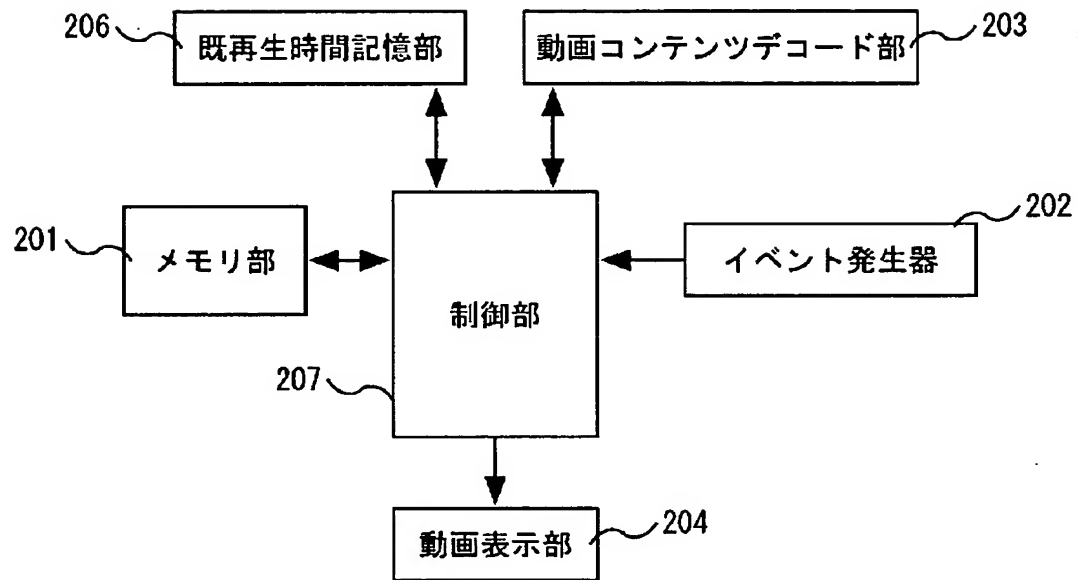 206
既再生時間記憶部
動画コンテンツデコード部
203
201
メモリ部
制御部
207
イベント発生器
202
動画表示部
204